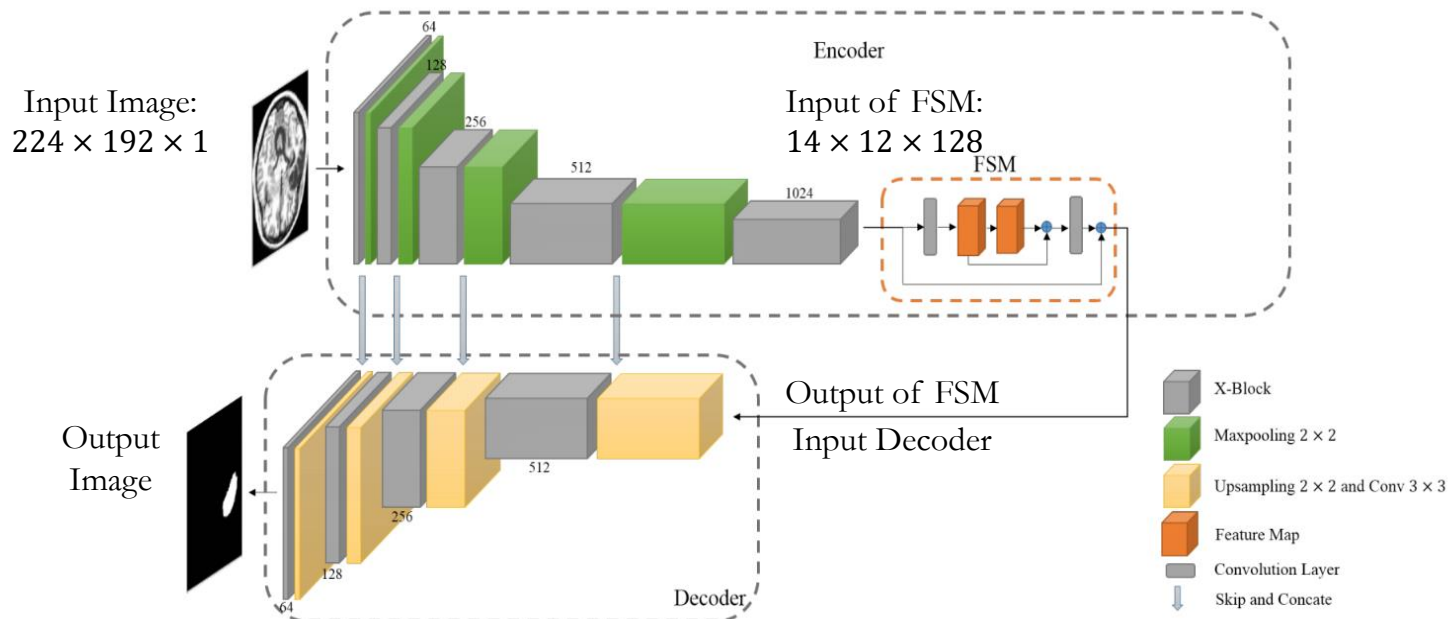 64
Encoder
128
Input Image:
224 × 192 × 1
Input of FSM:
14 × 12 × 128
256
512
FSM
1024
Output of FSM
Input Decoder
Output
Image
512
256
128
64
Decoder
X-Block
Maxpooling 2 × 2
Upsampling 2 × 2 and Conv 3 × 3
Feature Map
Convolution Layer
Skip and Concate